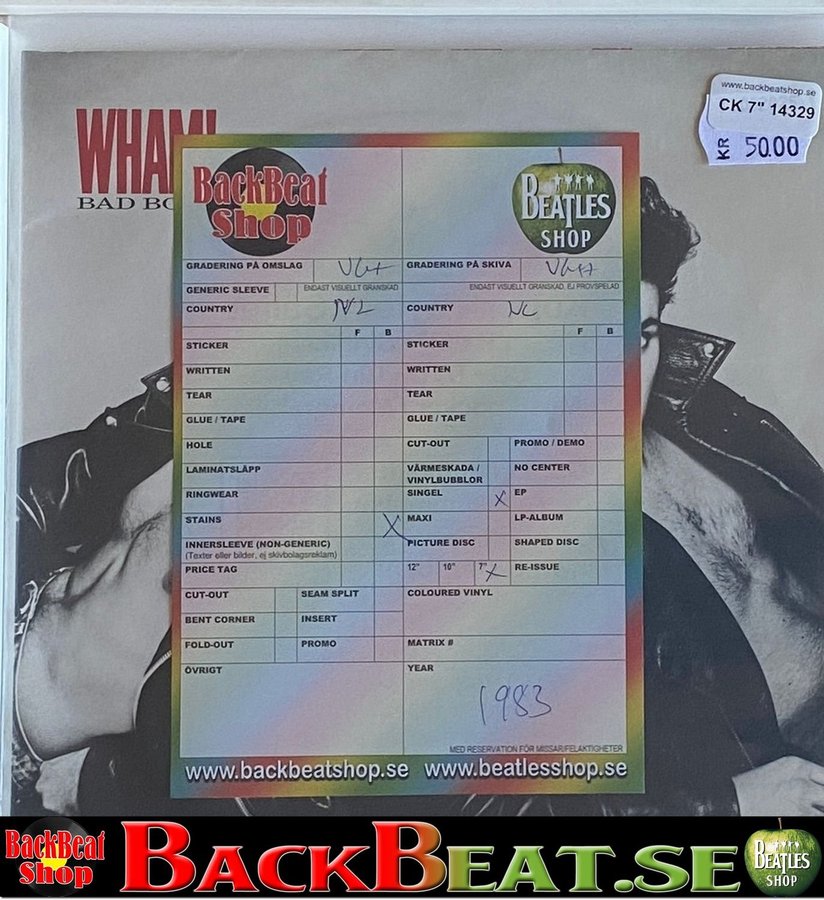 www.backbeatshop.se
CK 7" 14329
KR 50.00
WHAM!
BAD BO
BackBeat Shop
BEATLES SHOP
GRADERING PÅ OMSLAG VG+ GRADERING PÅ SKIVA VG++
GENERIC SLEEVE ENDAST VISUELLT GRANSKAD ENDAST VISUELLT GRANSKAD, EJ PROVSPELAD
COUNTRY NL COUNTRY NL
F B F B
STICKER STICKER
WRITTEN WRITTEN
TEAR TEAR
GLUE / TAPE GLUE / TAPE
HOLE CUT-OUT PROMO / DEMO
LAMINATSLÄPP VÄRMESKADA / VINYLBUBBLOR NO CENTER
RINGWEAR SINGEL X EP
STAINS X MAXI LP-ALBUM
INNERSLEEVE (NON-GENERIC) PICTURE DISC SHAPED DISC
(Texter eller bilder, ej skivbolagsreklam)
PRICE TAG 12" 10" 7" X RE-ISSUE
CUT-OUT SEAM SPLIT COLOURED VINYL
BENT CORNER INSERT
FOLD-OUT PROMO MATRIX #
ÖVRIGT YEAR
1983
MED RESERVATION FÖR MISSAR/FELAKTIGHETER
www.backbeatshop.se www.beatlesshop.se
BackBeat Shop BACKBEAT.SE BEATLES SHOP